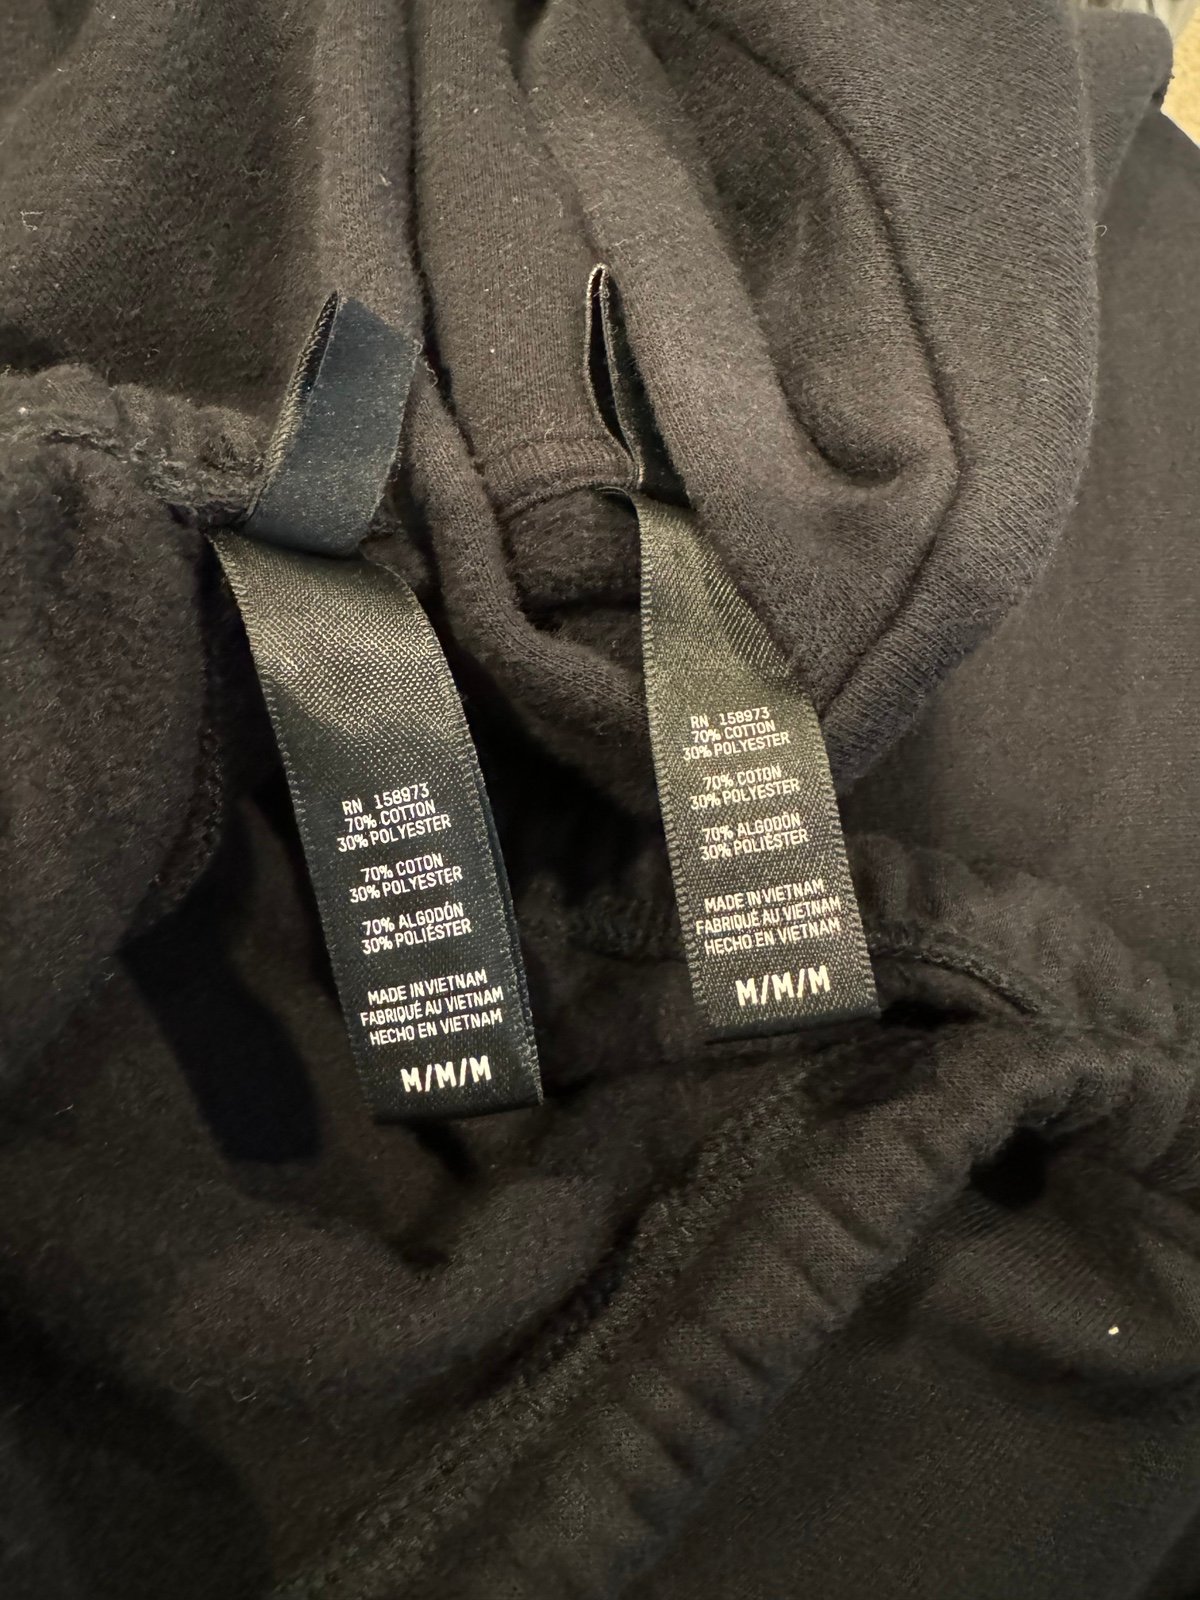 RN 158973
70% COTTON
30% POLYESTER
70% COTON
30% POLYESTER
70% ALGODÓN
30% POLIÉSTER
MADE IN VIETNAM
FABRIQUÉ AU VIETNAM
HECHO EN VIETNAM
M/M/M
RN 158973
70% COTTON
30% POLYESTER
70% COTON
30% POLYESTER
70% ALGODÓN
30% POLIÉSTER
MADE IN VIETNAM
FABRIQUÉ AU VIETNAM
HECHO EN VIETNAM
M/M/M